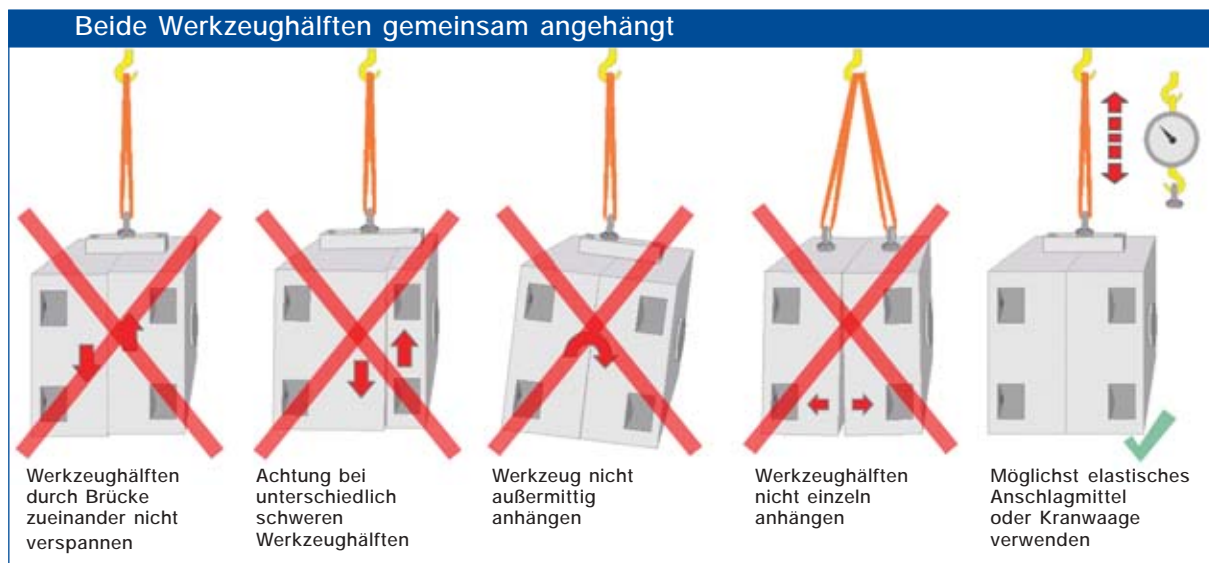 Beide Werkzeughälften gemeinsam angehängt
Werkzeughälften
durch Brücke
zueinander nicht
verspannen
Achtung bei
unterschiedlich
schweren
Werkzeughälften
Werkzeug nicht
außermittig
anhängen
Werkzeughälften
nicht einzeln
anhängen
Möglichst elastisches
Anschlagmittel
oder Kranwaage
verwenden